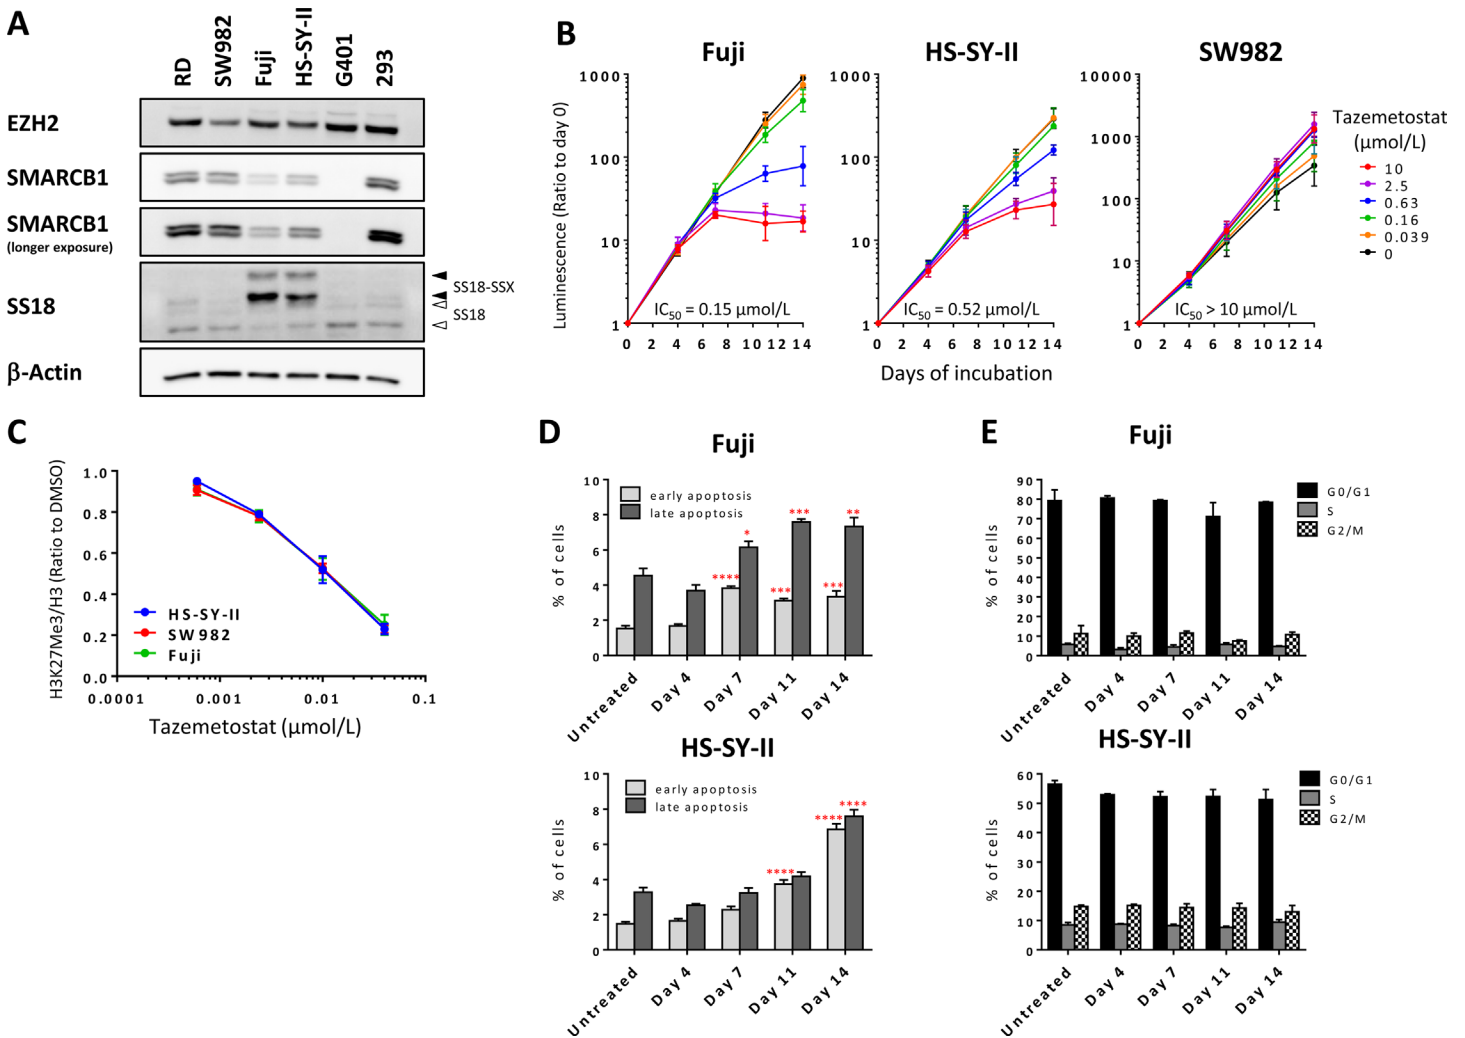 A
RD
SW982
Fuji
HS-SY-II
G401
293
EZH2
SMARCB1
SMARCB1
(longer exposure)
SS18
SS18-SSX
SS18
β-Actin
B
Fuji
HS-SY-II
SW982
Luminescence (Ratio to day 0)
1000
100
10
1
IC50 = 0.15 μmol/L
0 2 4 6 8 10 12 14
1000
100
10
1
IC50 = 0.52 μmol/L
0 2 4 6 8 10 12 14
10000
1000
100
10
1
IC50 > 10 μmol/L
0 2 4 6 8 10 12 14
Days of incubation
Tazemetostat
(μmol/L)
10
2.5
0.63
0.16
0.039
0
C
H3K27Me3/H3 (Ratio to DMSO)
1.0
0.8
0.6
0.4
0.2
0.0
HS-SY-II
SW982
Fuji
0.0001 0.001 0.01 0.1
Tazemetostat (μmol/L)
D
Fuji
% of cells
10
8
6
4
2
0
early apoptosis
late apoptosis
****
*
***
***
***
**
Untreated
Day 4
Day 7
Day 11
Day 14
HS-SY-II
% of cells
10
8
6
4
2
0
early apoptosis
late apoptosis
****
****
****
Untreated
Day 4
Day 7
Day 11
Day 14
E
Fuji
% of cells
90
80
70
60
50
40
30
20
10
0
G0/G1
S
G2/M
Untreated
Day 4
Day 7
Day 11
Day 14
HS-SY-II
% of cells
60
50
40
30
20
10
0
G0/G1
S
G2/M
Untreated
Day 4
Day 7
Day 11
Day 14